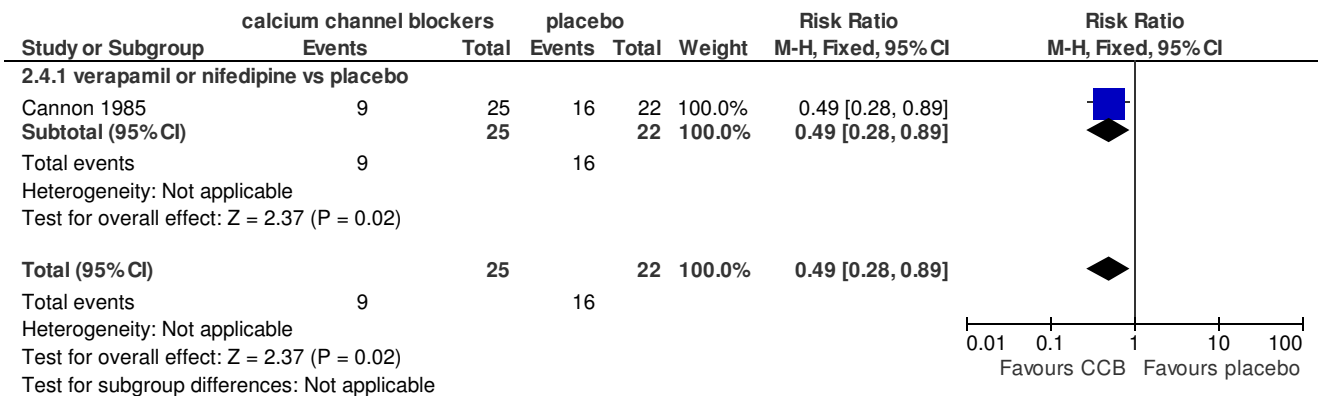 calcium channel blockers placebo Risk Ratio Risk Ratio
Study or Subgroup Events Total Events Total Weight M-H, Fixed, 95% CI M-H, Fixed, 95% CI
2.4.1 verapamil or nifedipine vs placebo
Cannon 1985 9 25 16 22 100.0% 0.49 [0.28, 0.89]
Subtotal (95% CI) 25 22 100.0% 0.49 [0.28, 0.89]
Total events 9 16
Heterogeneity: Not applicable
Test for overall effect: Z = 2.37 (P = 0.02)
Total (95% CI) 25 22 100.0% 0.49 [0.28, 0.89]
Total events 9 16
Heterogeneity: Not applicable
Test for overall effect: Z = 2.37 (P = 0.02)
Test for subgroup differences: Not applicable
0.01 0.1 1 10 100
Favours CCB Favours placebo